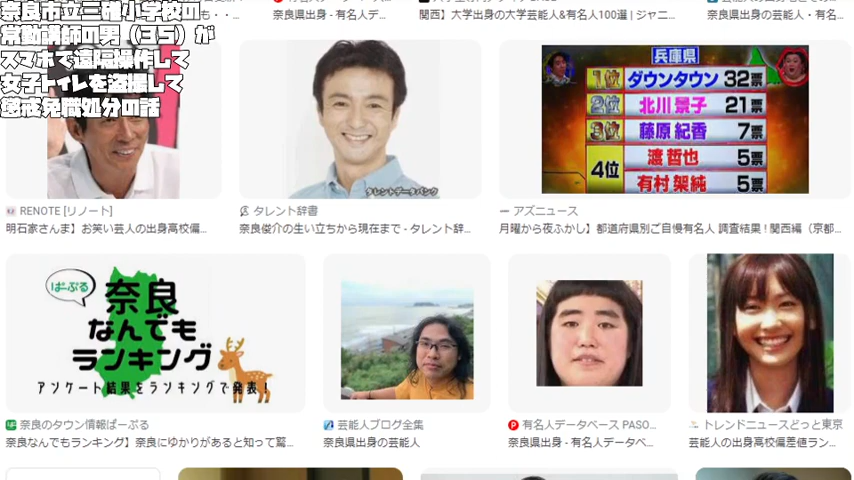 奈良市立三碓小学校の
常勤講師の男（35）が
スマホで遠隔操作して
女子トイレを盗撮して
懲戒免職処分の話
も・・・
奈良県出身 - 有名人デ...
関西】大学出身の大学芸能人&有名人100選 | ジャニ...
奈良県出身の芸能人・有名...
兵庫県
1位 ダウンタウン 32票
2位 北川 景子 21票
3位 藤原 紀香 7票
4位 渡 哲也 5票
有村 架純 5票
タレントデータバンク
RENOTE [リノート]
明石家さんま】お笑い芸人の出身高校偏...
タレント辞書
奈良俊介の生い立ちから現在まで - タレント辞...
アズニュース
月曜から夜ふかし】都道府県別ご自慢有名人 調査結果！関西編（京都...
ぱーぷる
奈良
なんでも
ランキング
アンケート結果をランキングで発表！
奈良のタウン情報ぱーぷる
奈良なんでもランキング】奈良にゆかりがあると知って驚...
芸能人ブログ全集
奈良県出身の芸能人
有名人データベース PASO...
奈良県出身 - 有名人データベ...
トレンドニュースどっと東京
芸能人の出身高校偏差値ラン...